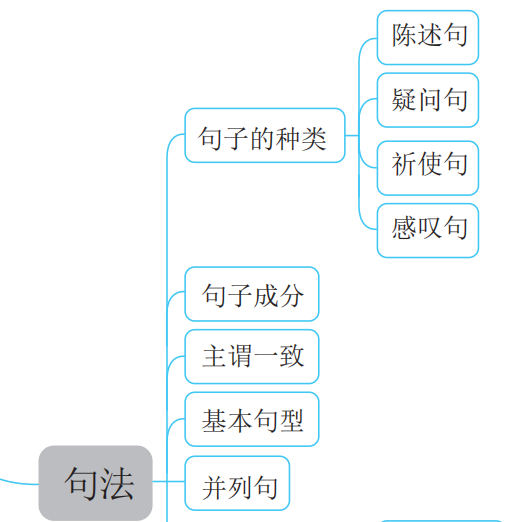 陈述句
疑问句
句子的种类
祈使句
感叹句
句子成分
主谓一致
基本句型
句法
并列句